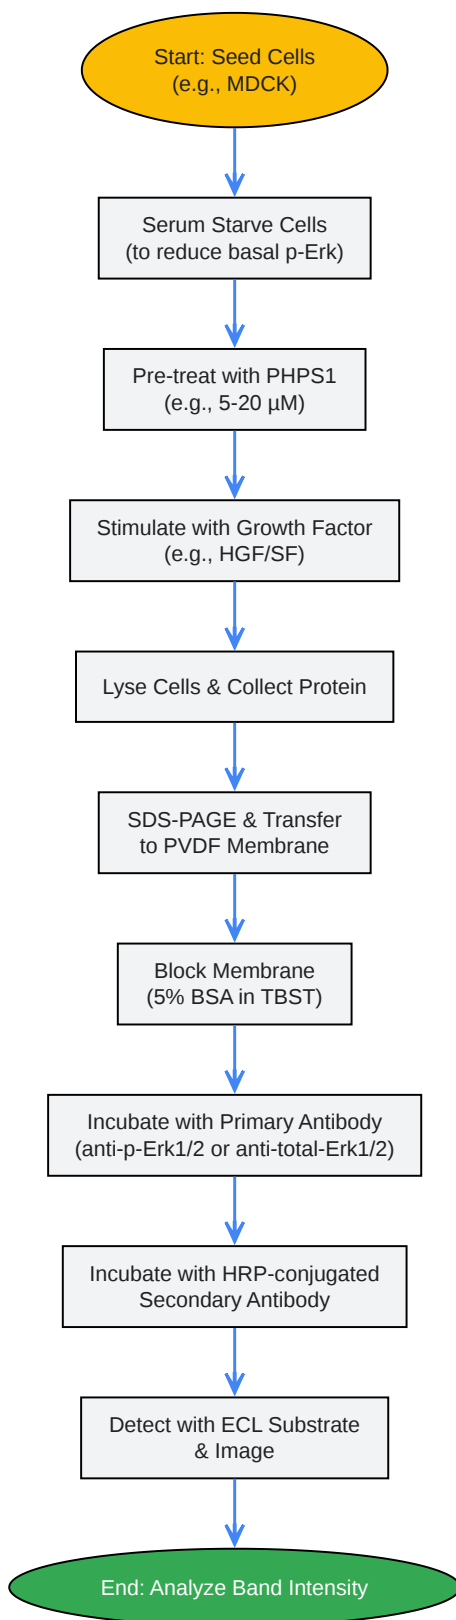 Start: Seed Cells
(e.g., MDCK)
Serum Starve Cells
(to reduce basal p-Erk)
Pre-treat with PHPS1
(e.g., 5-20 µM)
Stimulate with Growth Factor
(e.g., HGF/SF)
Lyse Cells & Collect Protein
SDS-PAGE & Transfer
to PVDF Membrane
Block Membrane
(5% BSA in TBST)
Incubate with Primary Antibody
(anti-p-Erk1/2 or anti-total-Erk1/2)
Incubate with HRP-conjugated
Secondary Antibody
Detect with ECL Substrate
& Image
End: Analyze Band Intensity